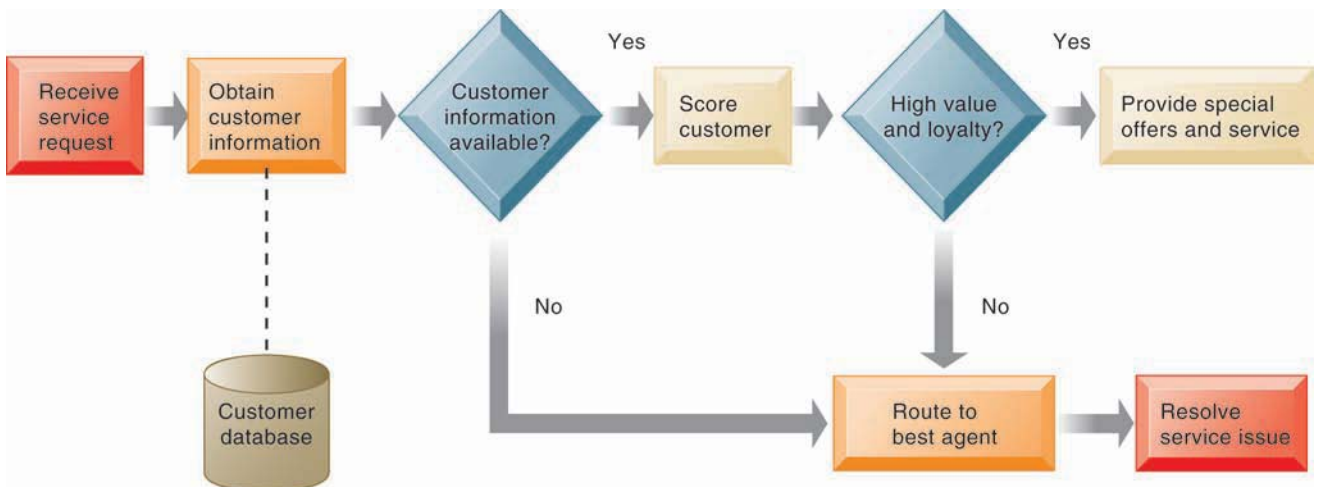 Receive
service
request
Obtain
customer
information
Customer
information
available?
Yes
Score
customer
High value
and loyalty?
Yes
Provide special
offers and service
No
No
Customer
database
Route to
best agent
Resolve
service issue